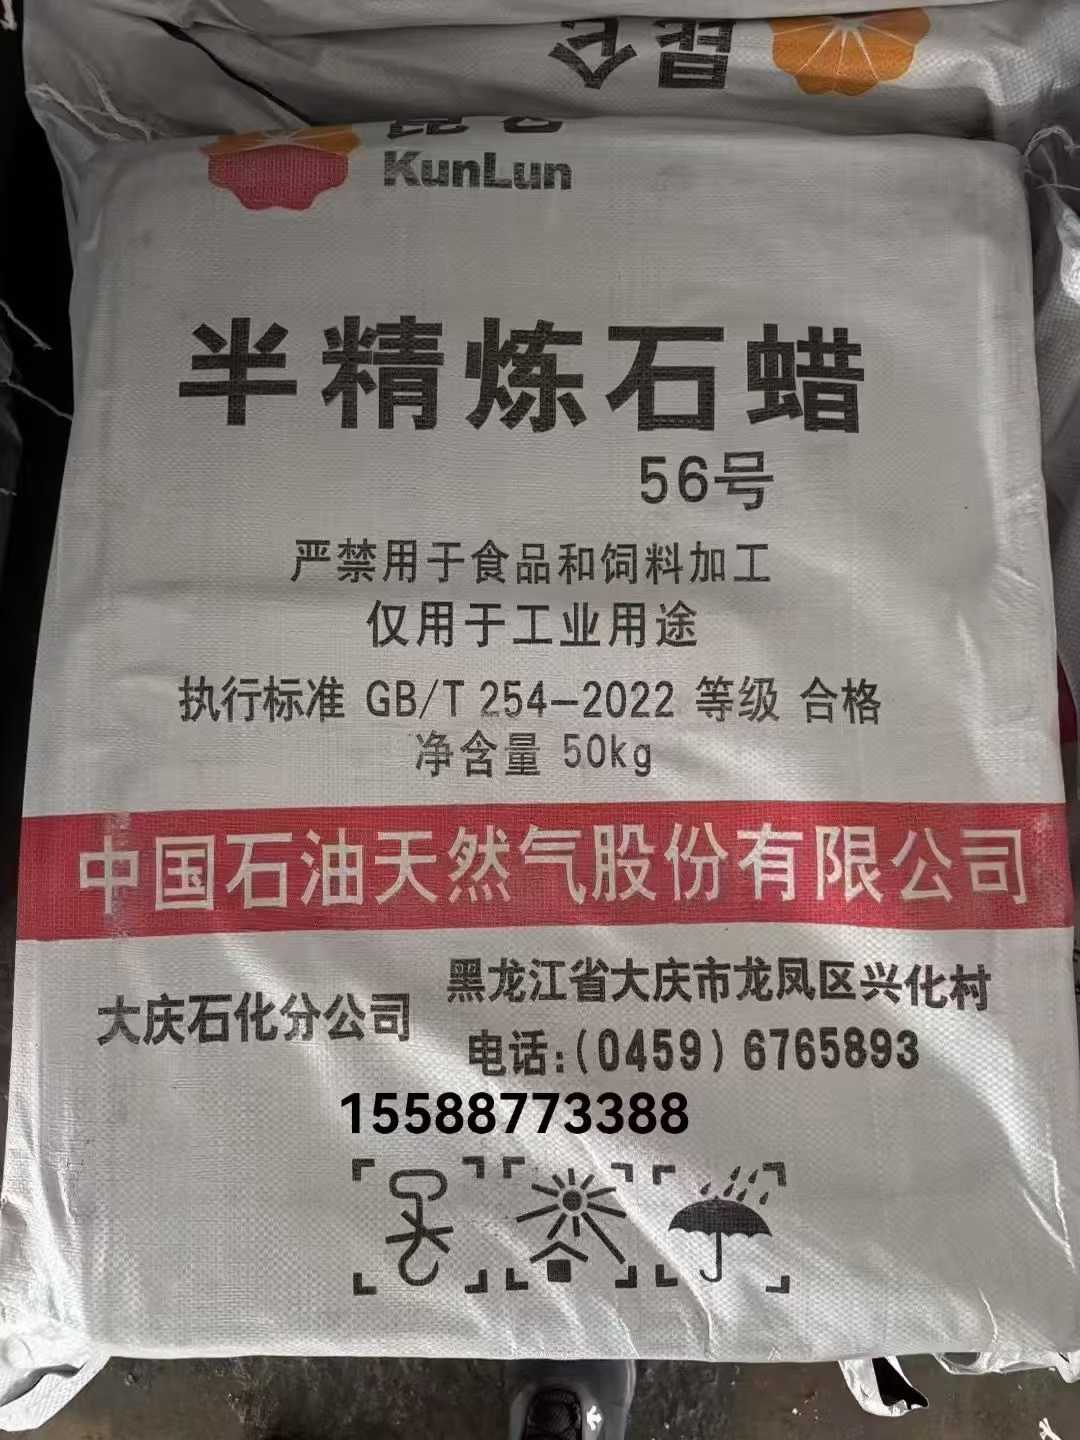 昆仑
KunLun
半精炼石蜡
56号
严禁用于食品和饲料加工
仅用于工业用途
执行标准 GB/T 254-2022 等级 合格
净含量 50kg
中国石油天然气股份有限公司
大庆石化分公司
黑龙江省大庆市龙凤区兴化村
电话:(0459) 6765893
15588773388